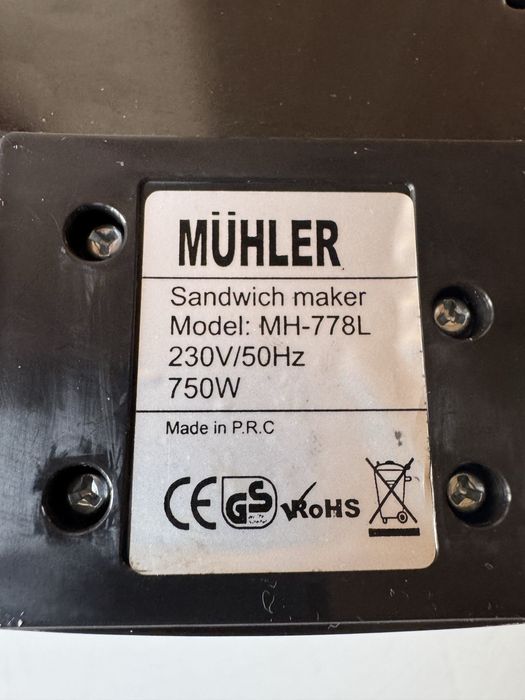 MÜHLER
Sandwich maker
Model: MH-778L
230V/50Hz
750W
Made in P.R.C
CE GS RoHS